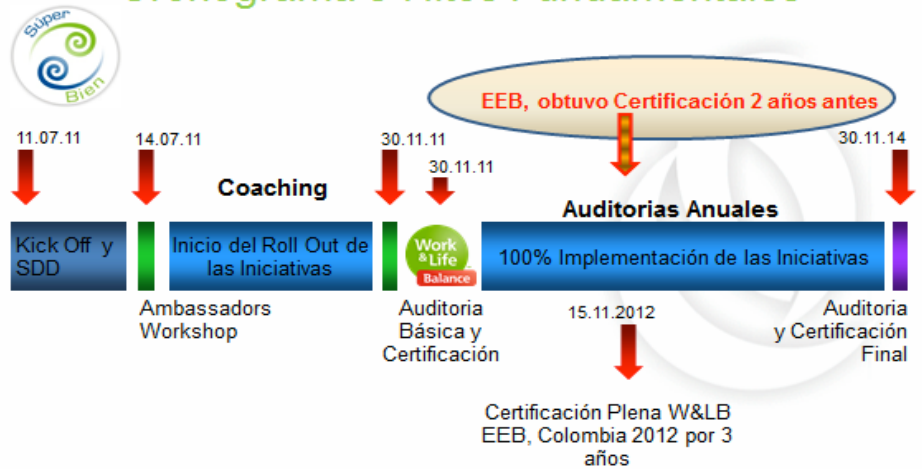 Cronograma e Hitos Fundamentales
Súper
Bien
EEB, obtuvo Certificación 2 años antes
11.07.11
14.07.11
30.11.11
30.11.11
30.11.14
Coaching
Auditorias Anuales
Kick Off y
SDD
Inicio del Roll Out de
las Iniciativas
Work
&Life
Balance
100% Implementación de las Iniciativas
Ambassadors
Workshop
Auditoria
Básica y
Certificación
15.11.2012
Auditoria
y Certificación
Final
Certificación Plena W&LB
EEB, Colombia 2012 por 3
años